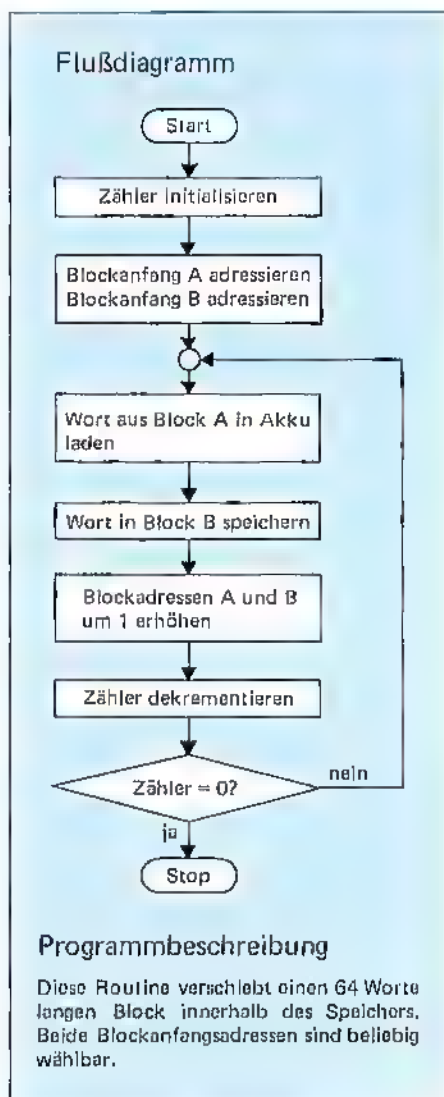 Flußdiagramm
Start
Zähler initialisieren
Blockanfang A adressieren
Blockanfang B adressieren
Wort aus Block A in Akku
laden
Wort in Block B speichern
Blockadressen A und B
um 1 erhöhen
Zähler dekrementieren
Zähler = 0?
nein
ja
Stop
Programmbeschreibung
Diese Routine verschiebt einen 64 Worte
langen Block innerhalb des Speichers.
Beide Blockanfangsadressen sind beliebig
wählbar.